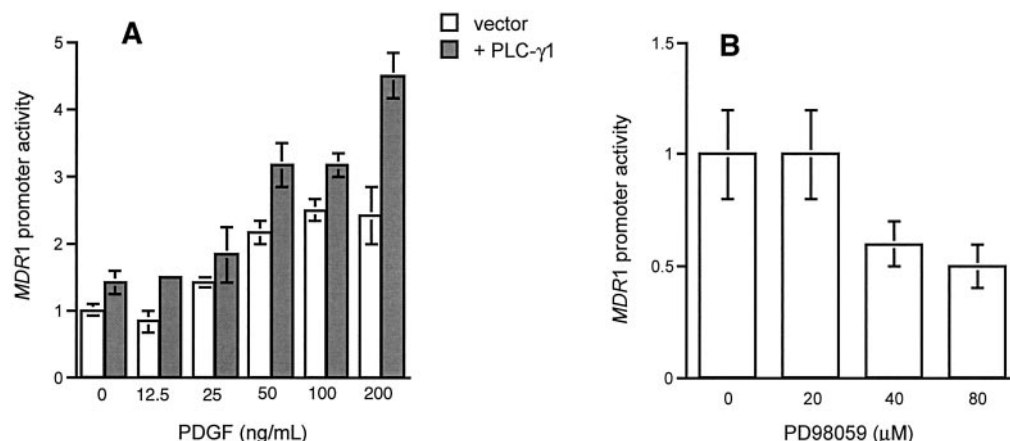 A
vector
+ PLC-γ1
MDR1 promoter activity
5
4
3
2
1
0
0 12.5 25 50 100 200
PDGF (ng/mL)
B
MDR1 promoter activity
1.5
1
0.5
0
0 20 40 80
PD98059 (μM)